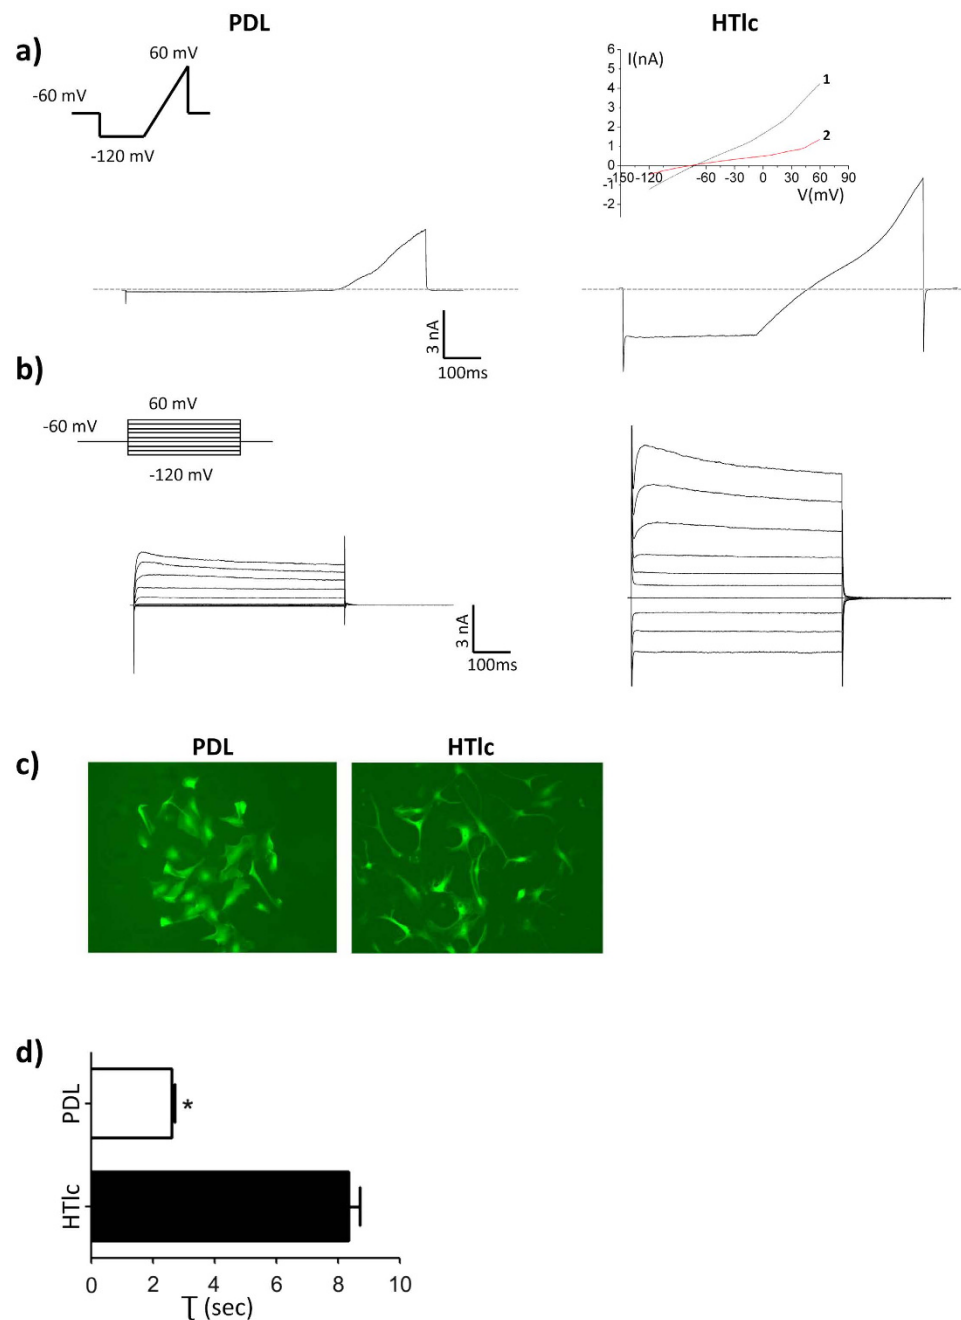 PDL
HTlc
a)
60 mV
-60 mV
-120 mV
I(nA)
6
5
4
3
2
1
0
-1
-2
1
2
-150
-120
-60
-30
0
30
60
90
V(mV)
3 nA
100ms
b)
60 mV
-60 mV
-120 mV
3 nA
100ms
PDL
HTlc
c)
d)
PDL
*
HTlc
0 2 4 6 8 10
Ʈ (sec)